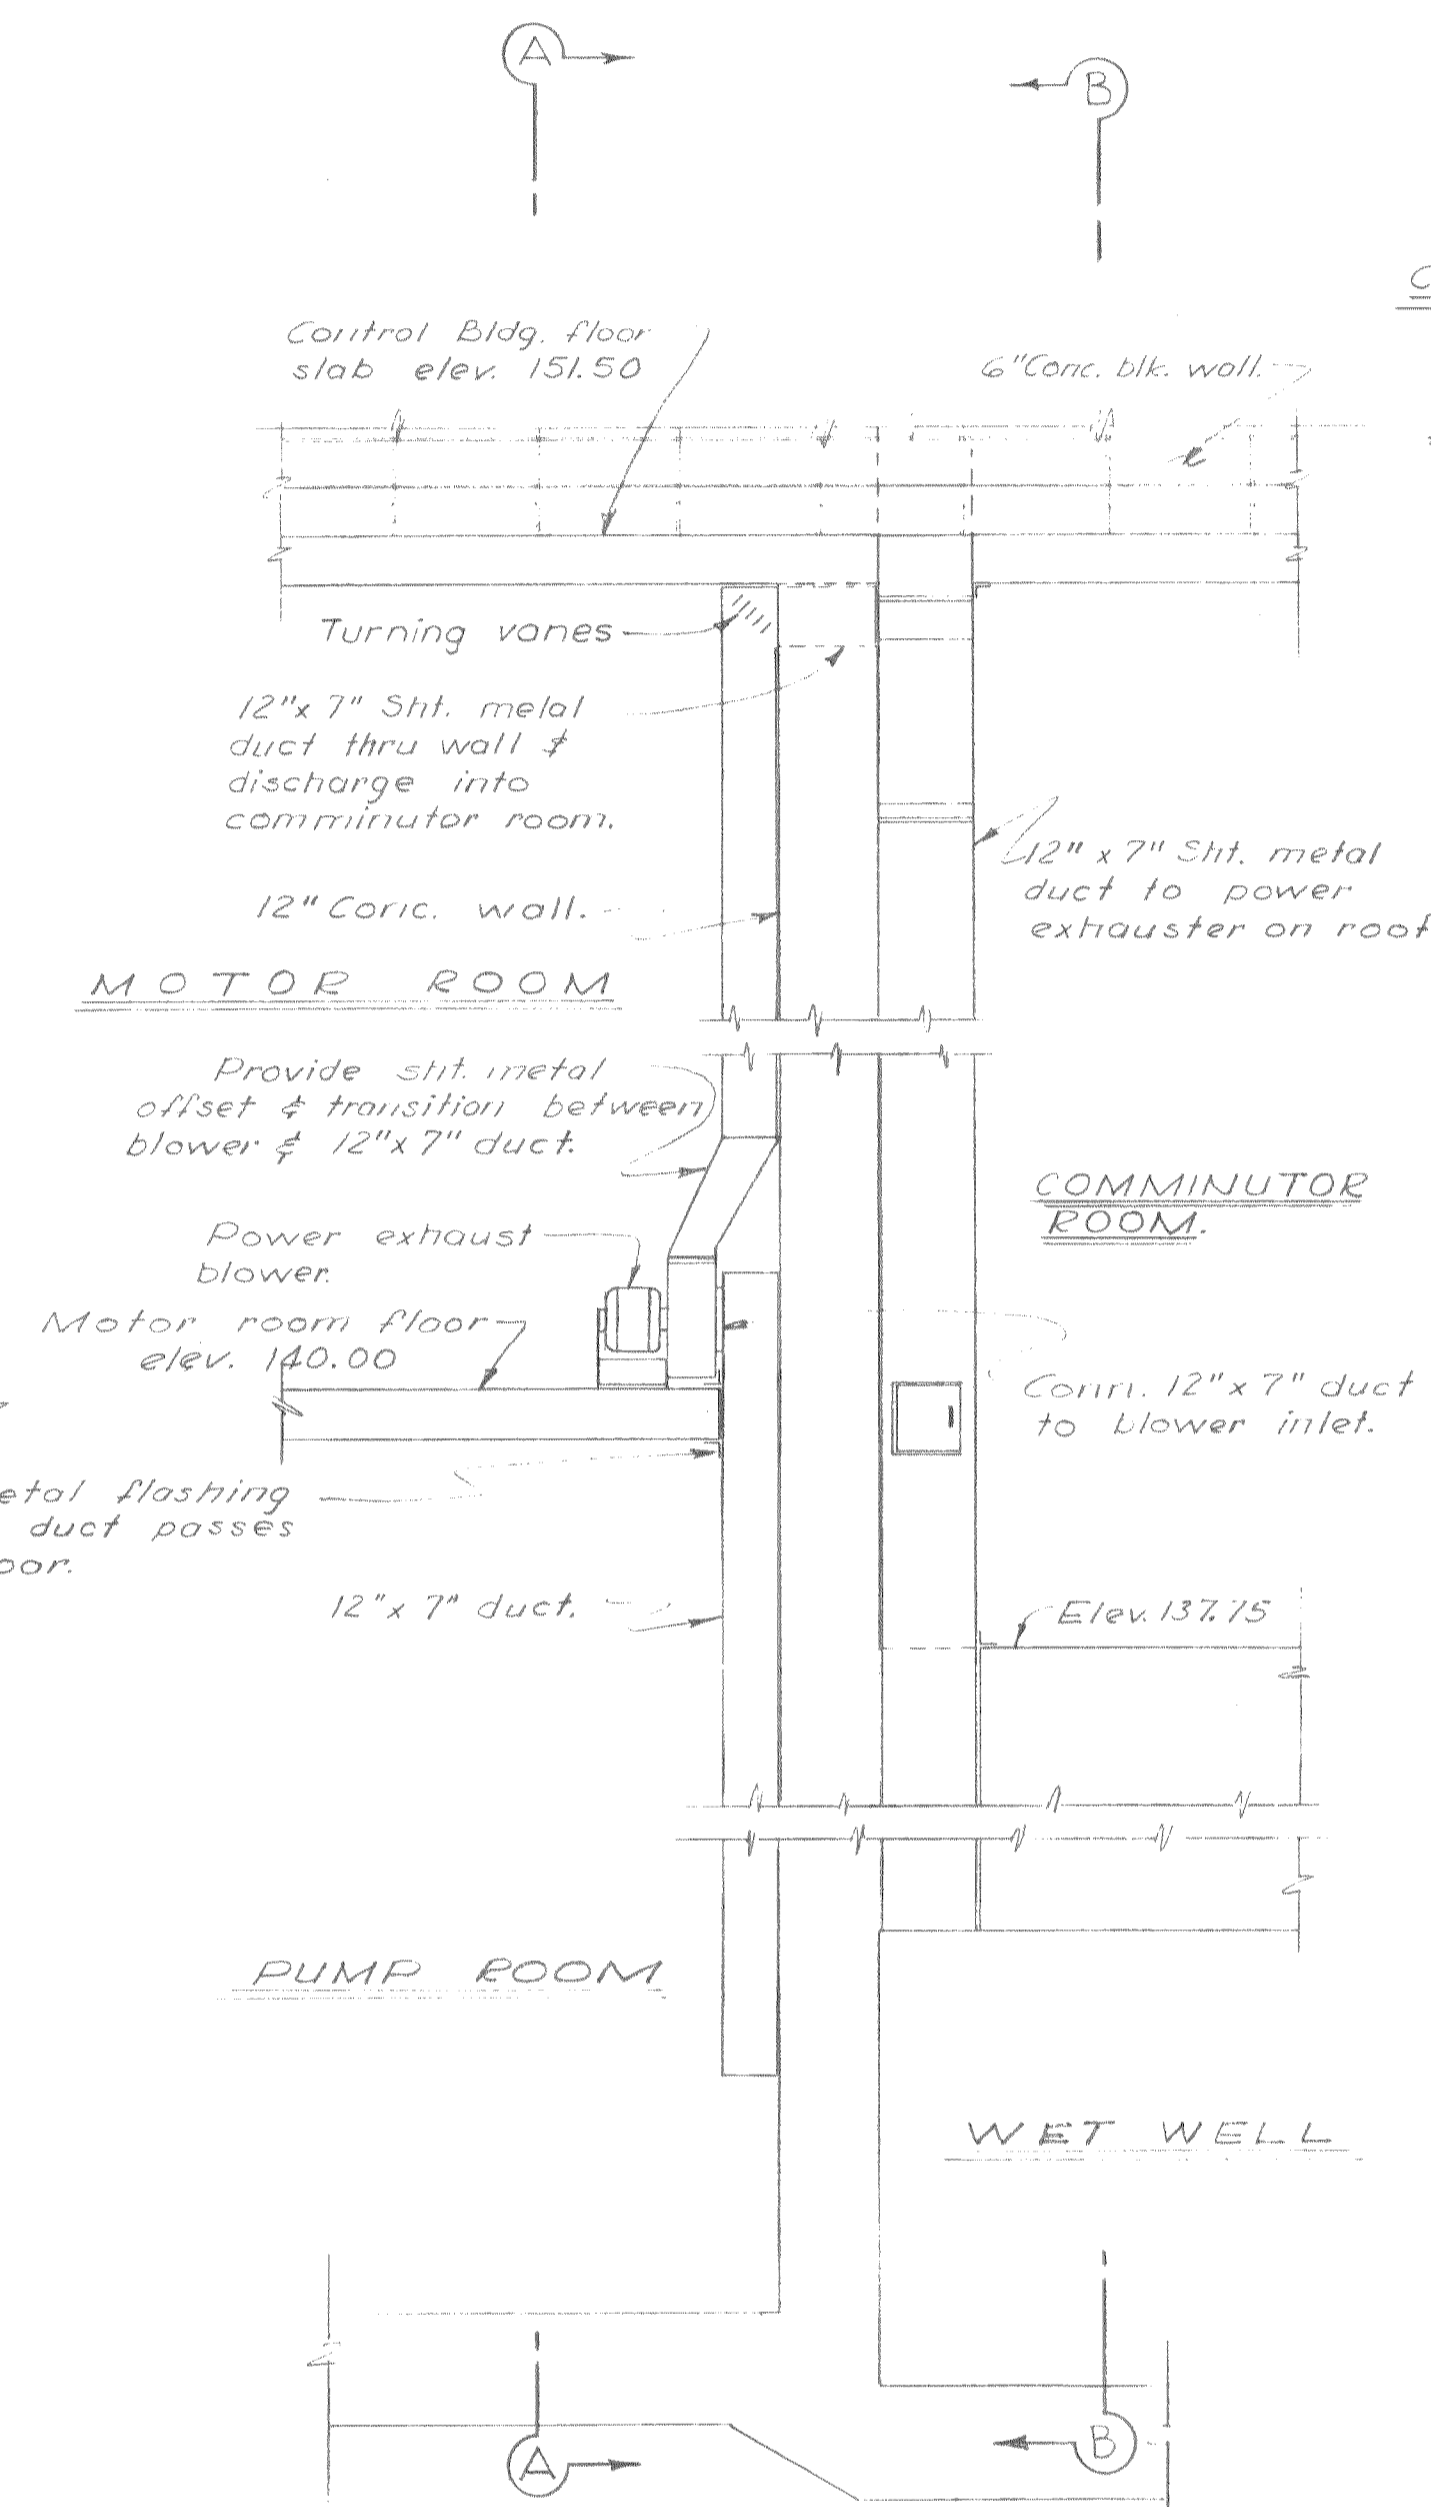 A
B
Control Bldg. floor
slab elev. 151.50
6" Conc. blk. wall.
Turning vanes
12" x 7" Sht. metal
duct thru wall &
discharge into
comminutor room.
12" x 7" Sht. metal
duct to power
exhauster on roof
12" Conc. wall.
MOTOR ROOM
Provide sht. metal
offset & transition between
blower & 12" x 7" duct.
COMMINUTOR
ROOM.
Power exhaust
blower.
Motor room floor
elev. 140.00
Conn. 12" x 7" duct
to blower inlet.
flashing
duct passes
12" x 7" duct.
Elev. 137.75
PUMP ROOM
WET WELL
A
B